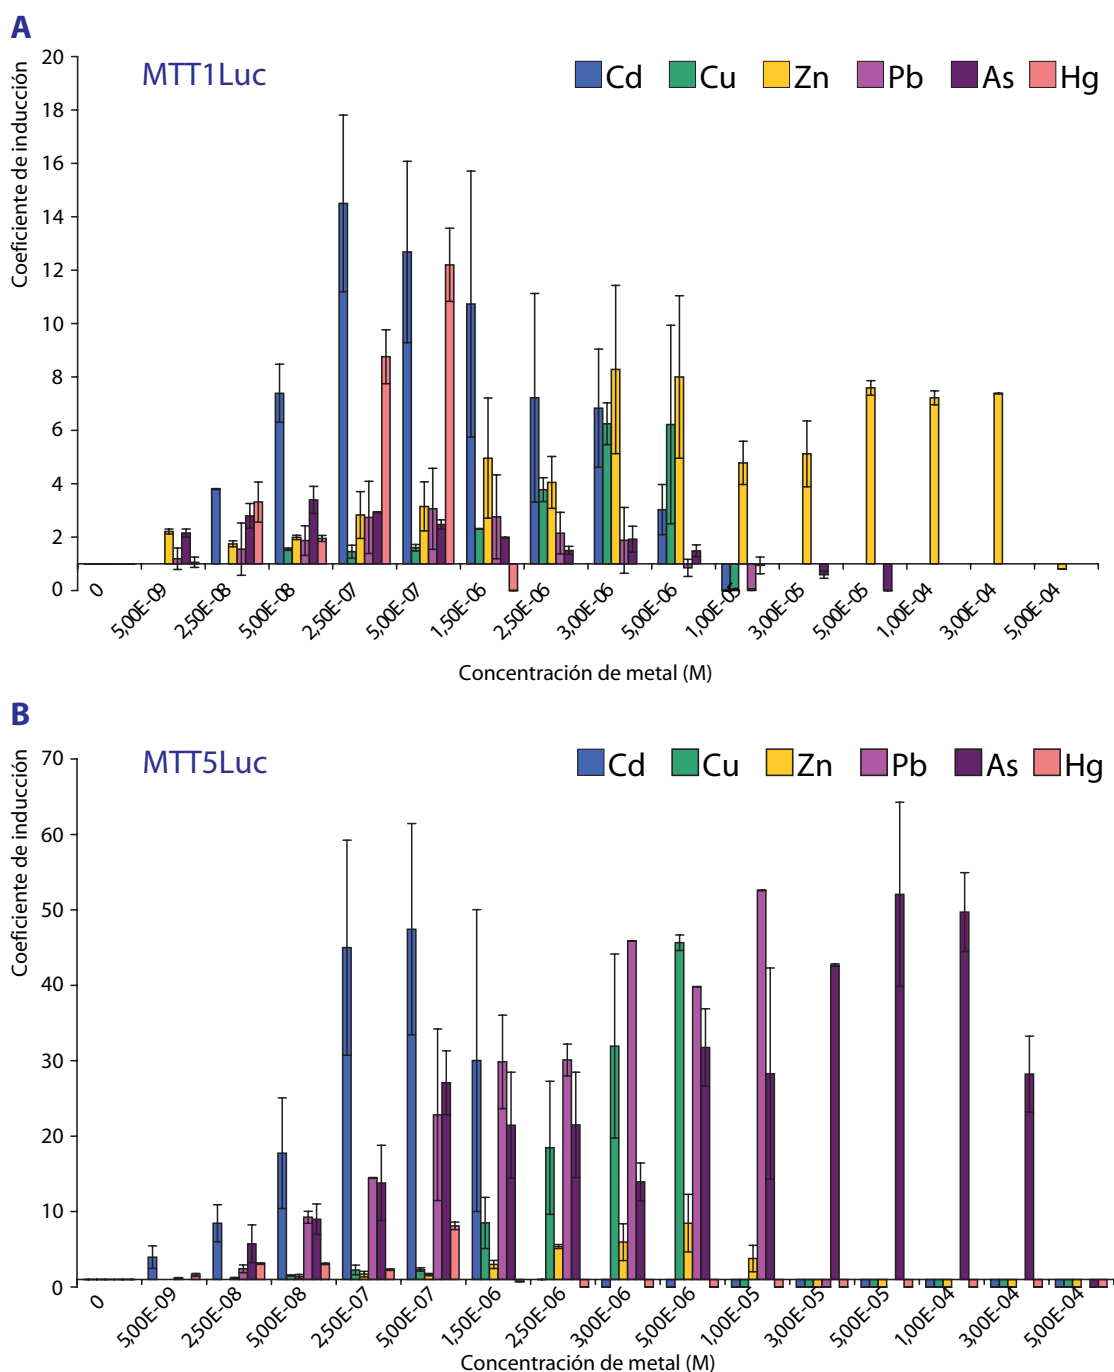 A
MTT1Luc
Cd Cu Zn Pb As Hg
Coeficiente de inducción
20
18
16
14
12
10
8
6
4
2
0
0 5,00E-09 2,50E-08 5,00E-08 2,50E-07 5,00E-07 1,50E-06 2,50E-06 3,00E-06 5,00E-06 1,00E-05 3,00E-05 5,00E-05 1,00E-04 3,00E-04 5,00E-04
Concentración de metal (M)
B
MTT5Luc
Cd Cu Zn Pb As Hg
Coeficiente de inducción
70
60
50
40
30
20
10
0
0 5,00E-09 2,50E-08 5,00E-08 2,50E-07 5,00E-07 1,50E-06 2,50E-06 3,00E-06 5,00E-06 1,00E-05 3,00E-05 5,00E-05 1,00E-04 3,00E-04 5,00E-04
Concentración de metal (M)